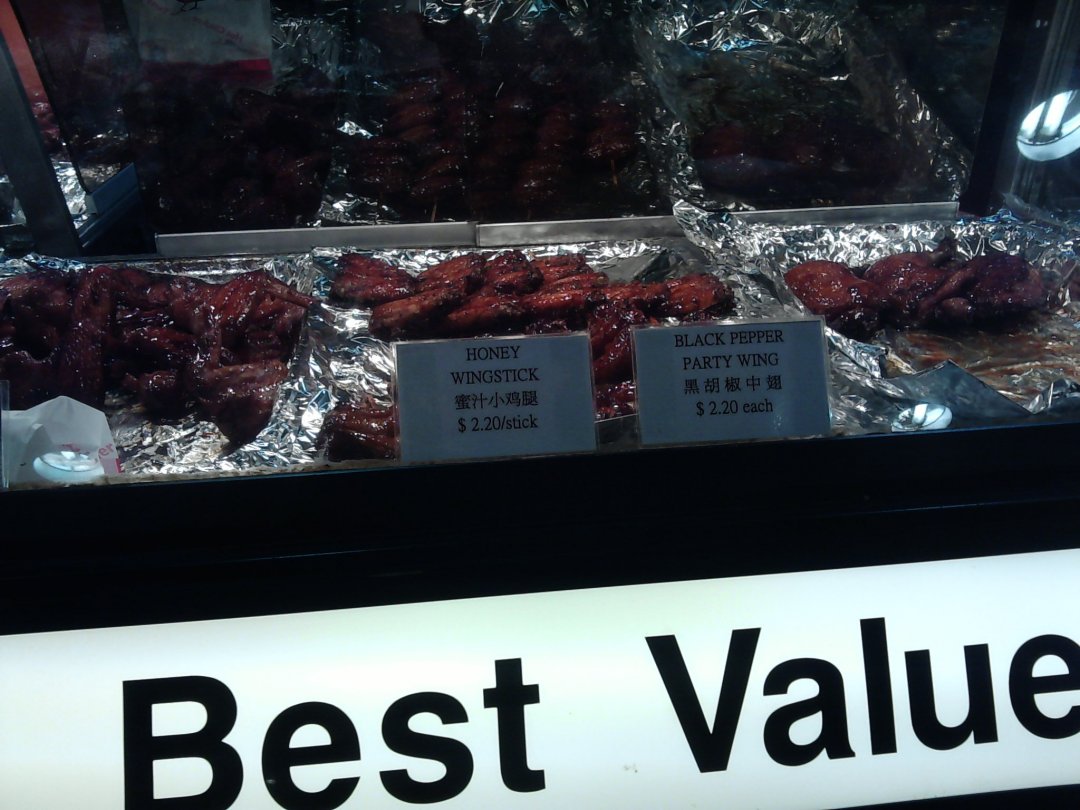 HONEY
WINGSTICK
蜜汁小鸡腿
$ 2.20/stick
BLACK PEPPER
PARTY WING
黑胡椒中翅
$ 2.20 each
Best Value